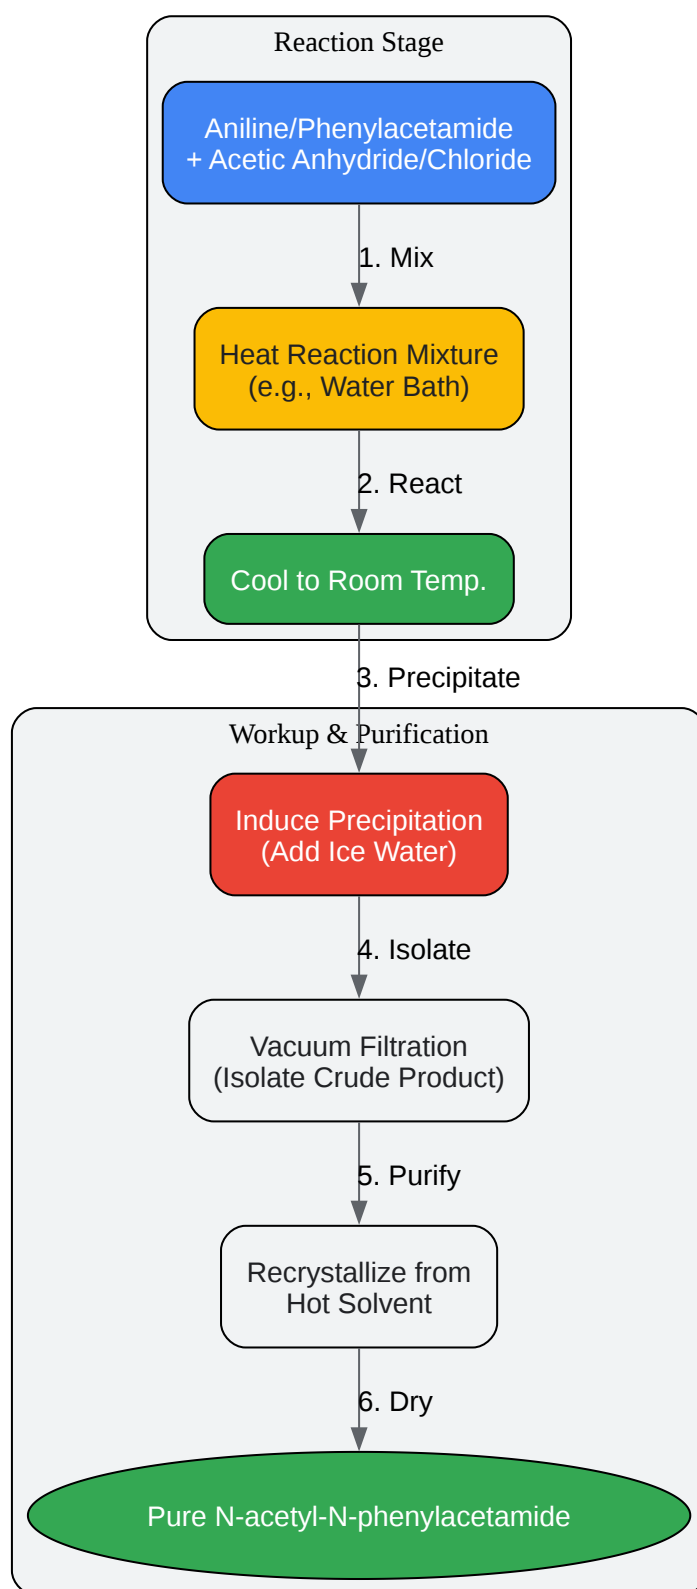 Reaction Stage
Aniline/Phenylacetamide
+ Acetic Anhydride/Chloride
1. Mix
Heat Reaction Mixture
(e.g., Water Bath)
2. React
Cool to Room Temp.
3. Precipitate
Workup & Purification
Induce Precipitation
(Add Ice Water)
4. Isolate
Vacuum Filtration
(Isolate Crude Product)
5. Purify
Recrystallize from
Hot Solvent
6. Dry
Pure N-acetyl-N-phenylacetamide